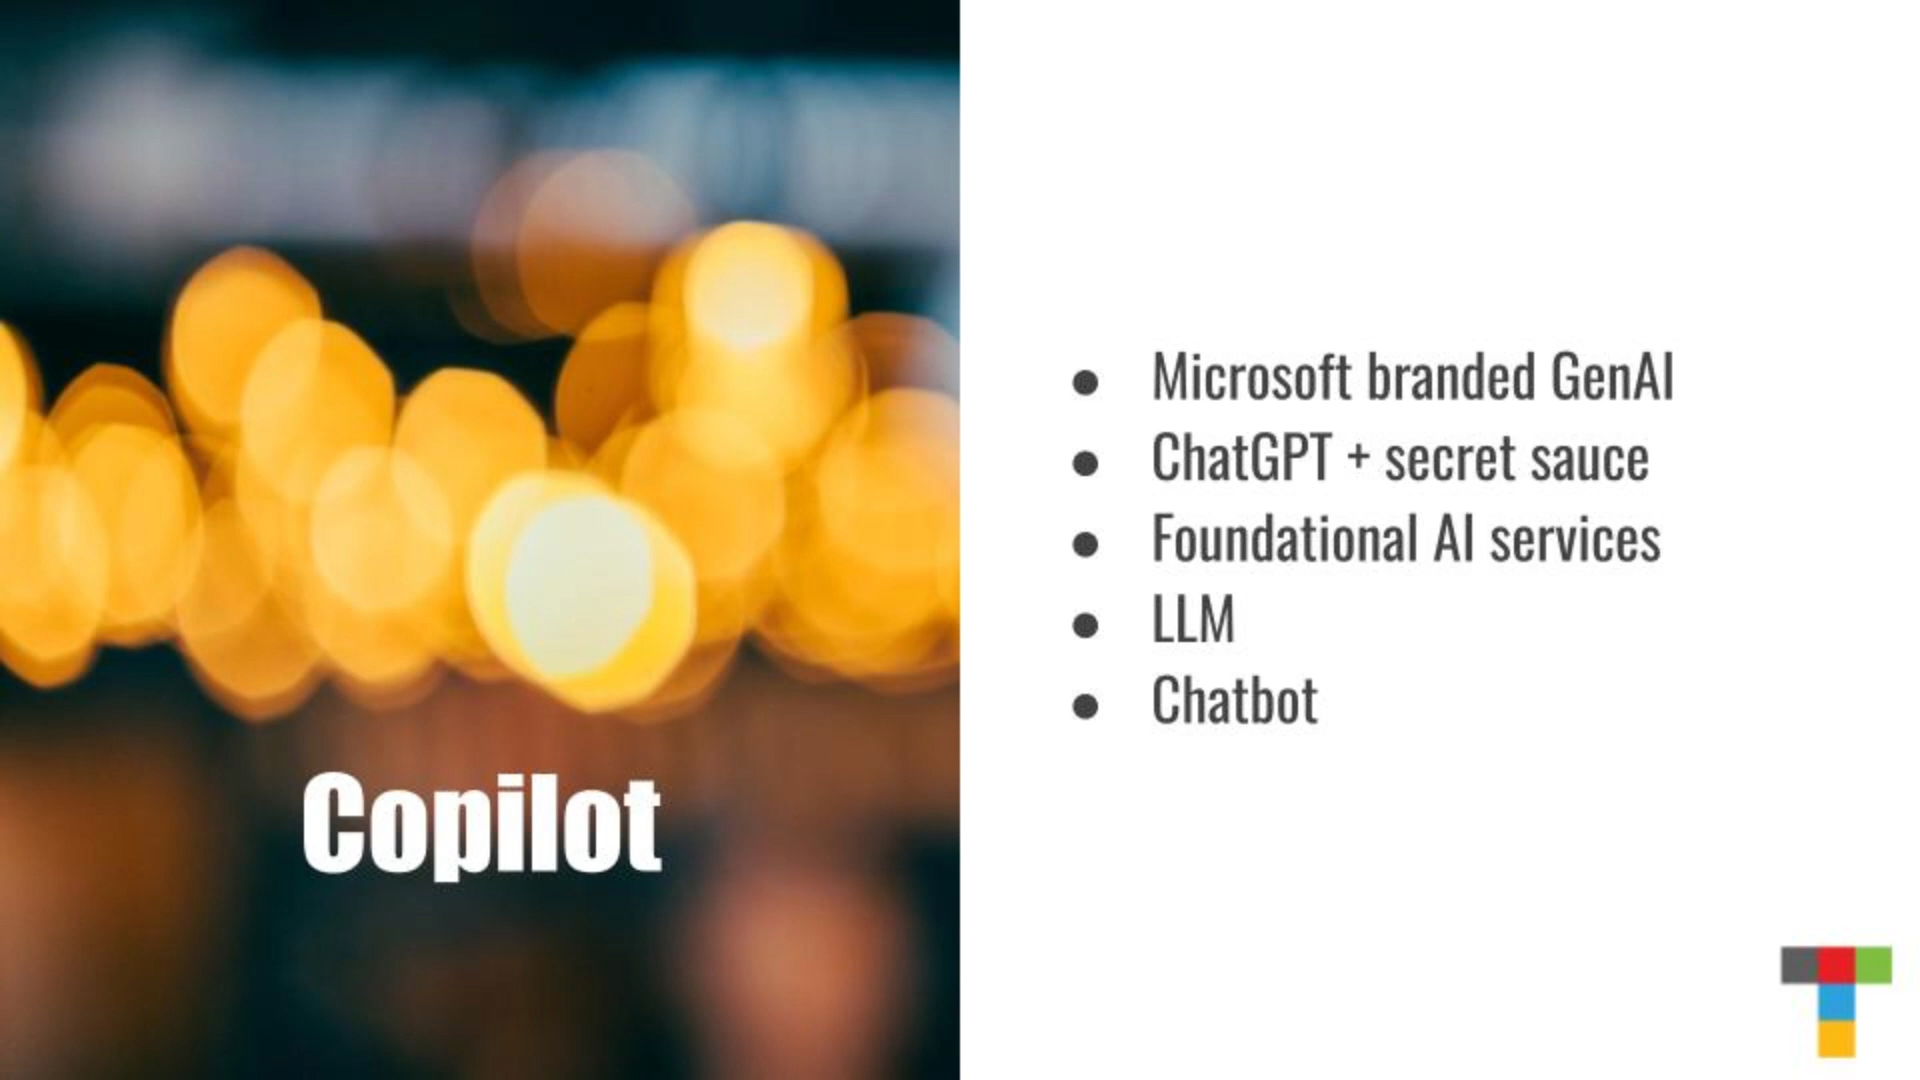 Copilot
● Microsoft branded GenAI
● ChatGPT + secret sauce
● Foundational AI services
● LLM
● Chatbot